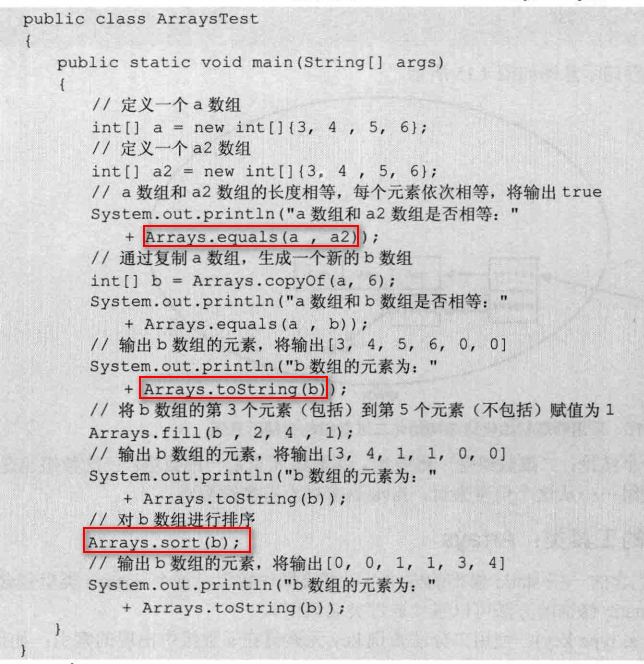 public class ArraysTest
{
public static void main(String[] args)
{
// 定义一个 a 数组
int[] a = new int[]{3, 4 , 5, 6};
// 定义一个 a2 数组
int[] a2 = new int[]{3, 4 , 5, 6};
// a 数组和 a2 数组的长度相等，每个元素依次相等，将输出 true
System.out.println("a 数组和 a2 数组是否相等："
+ Arrays.equals(a , a2));
// 通过复制 a 数组，生成一个新的 b 数组
int[] b = Arrays.copyOf(a, 6);
System.out.println("a 数组和 b 数组是否相等："
+ Arrays.equals(a , b));
// 输出 b 数组的元素，将输出[3, 4, 5, 6, 0, 0]
System.out.println("b 数组的元素为："
+ Arrays.toString(b));
// 将 b 数组的第 3 个元素（包括）到第 5 个元素（不包括）赋值为 1
Arrays.fill(b , 2, 4 , 1);
// 输出 b 数组的元素，将输出[3, 4, 1, 1, 0, 0]
System.out.println("b 数组的元素为："
+ Arrays.toString(b));
// 对 b 数组进行排序
Arrays.sort(b);
// 输出 b 数组的元素，将输出[0, 0, 1, 1, 3, 4]
System.out.println("b 数组的元素为："
+ Arrays.toString(b));
}
}